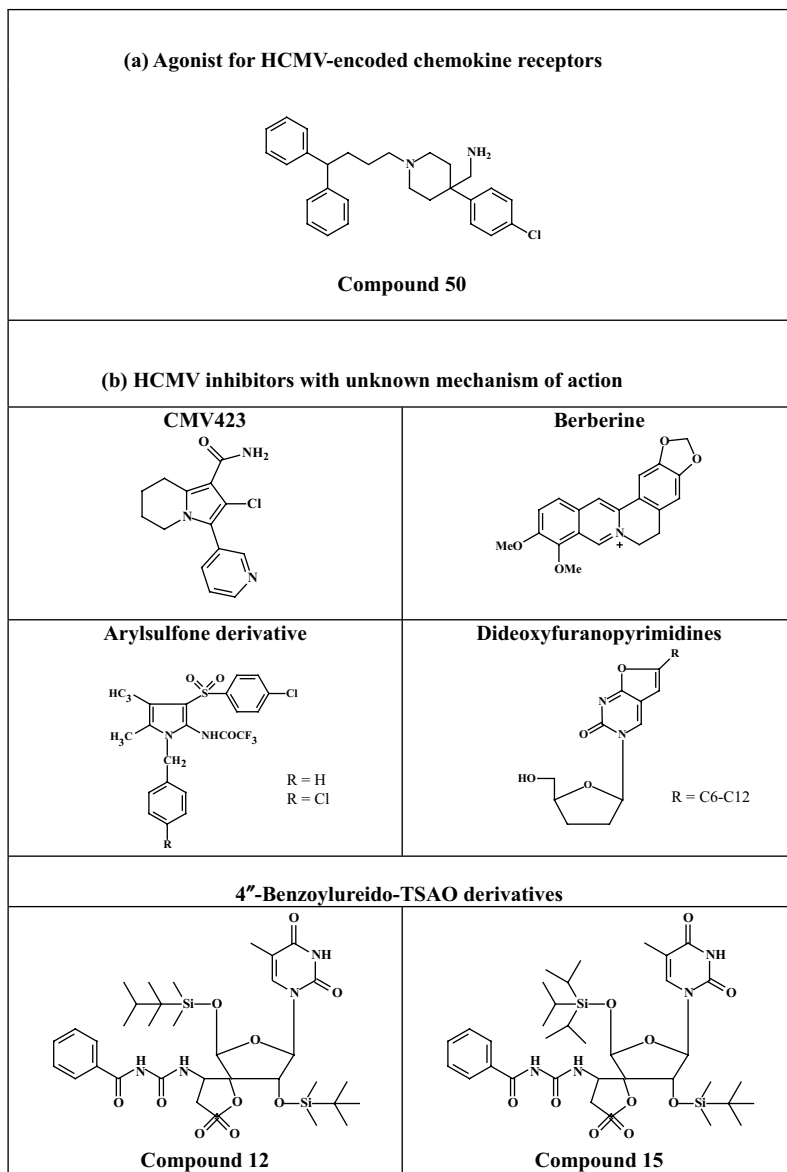 (a) Agonist for HCMV-encoded chemokine receptors
NH₂
N
Cl
Compound 50
(b) HCMV inhibitors with unknown mechanism of action
CMV423
O
NH₂
Cl
N
N
Berberine
O
O
N
+
MeO
OMe
Arylsulfone derivative
O O
S
Cl
H₃C
H₃C
N
NHCOCF₃
CH₂
R
R = H
R = Cl
Dideoxyfuranopyrimidines
R
O
N
O
N
HO
O
R = C6-C12
4″-Benzoylureido-TSAO derivatives
O
NH
N
O
Si
O
O
H
N
H
N
O
O
O
O
Si
O O
Compound 12
O
NH
N
O
Si
O
O
H
N
H
N
O
O
O
O
Si
O O
Compound 15